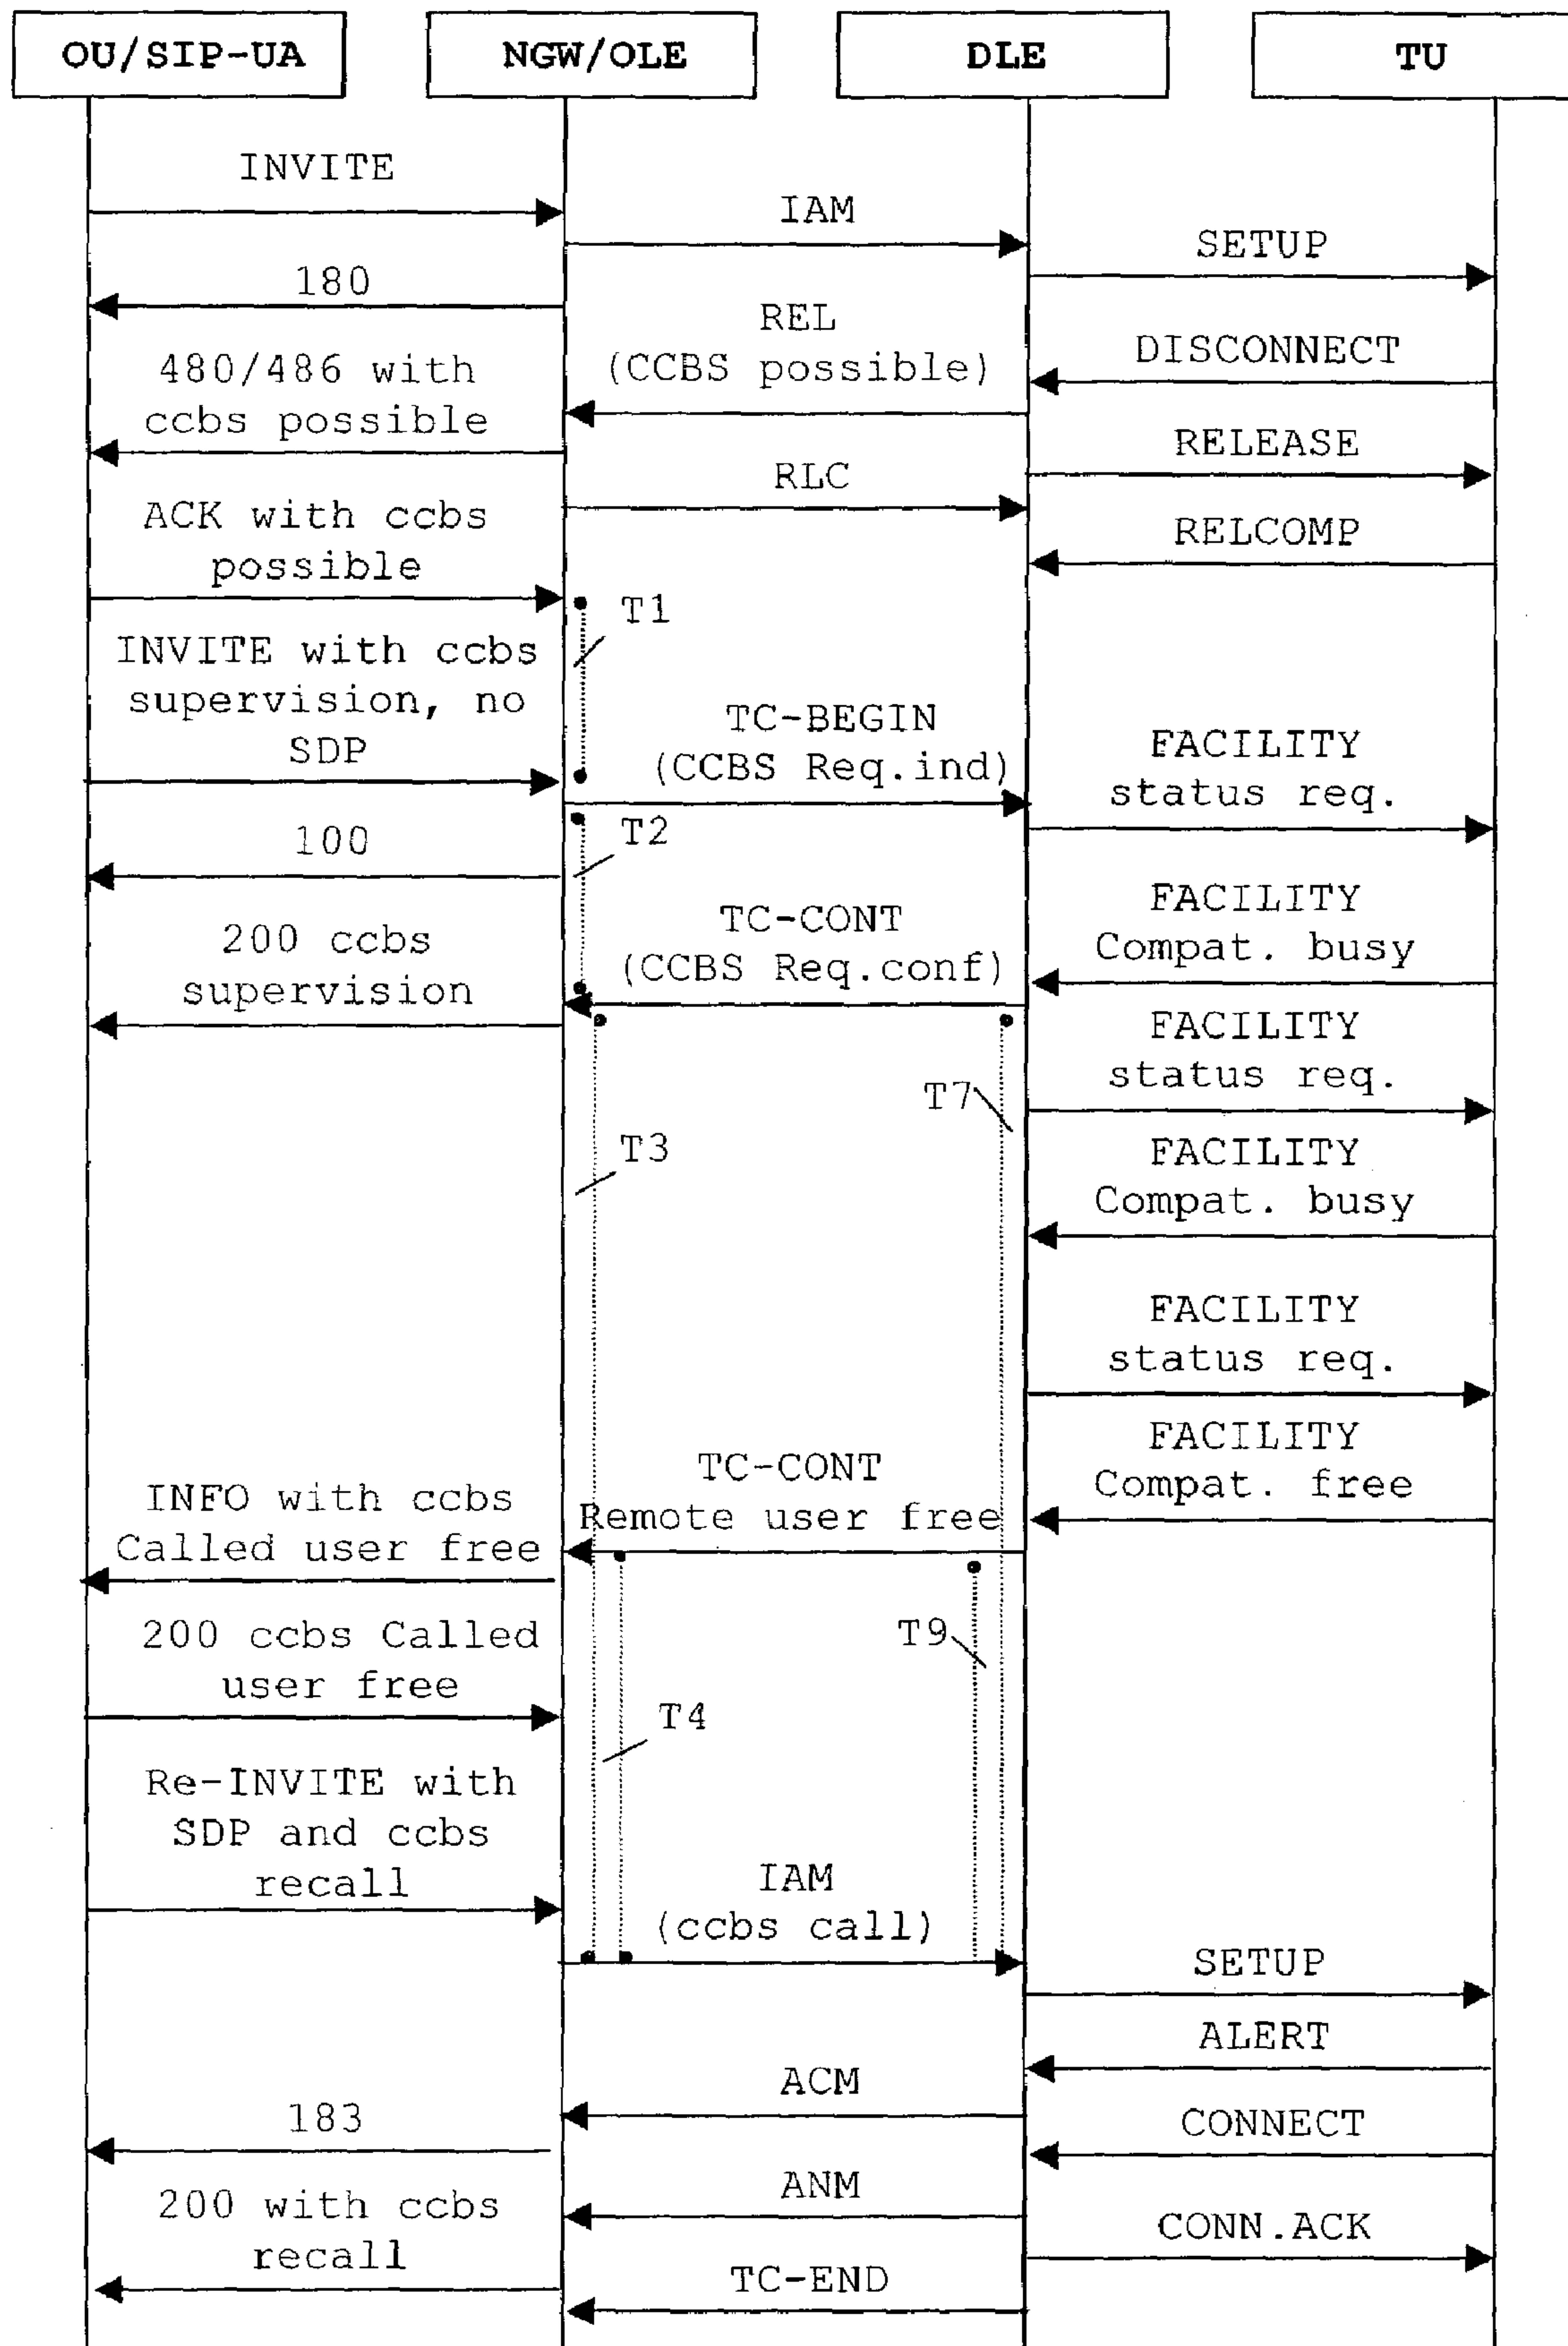 OU/SIP-UA
NGW/OLE
DLE
TU
INVITE
IAM
SETUP
180
REL
(CCBS possible)
DISCONNECT
480/486 with
ccbs possible
RELEASE
RLC
ACK with ccbs
possible
RELCOMP
T1
INVITE with ccbs
supervision, no
SDP
TC-BEGIN
(CCBS Req.ind)
FACILITY
status req.
100
T2
FACILITY
Compat. busy
TC-CONT
(CCBS Req.conf)
200 ccbs
supervision
FACILITY
status req.
T7
T3
FACILITY
Compat. busy
FACILITY
status req.
FACILITY
Compat. free
TC-CONT
Remote user free
INFO with ccbs
Called user free
200 ccbs Called
user free
T9
T4
Re-INVITE with
SDP and ccbs
recall
IAM
(ccbs call)
SETUP
ALERT
ACM
183
CONNECT
ANM
200 with ccbs
recall
CONN.ACK
TC-END